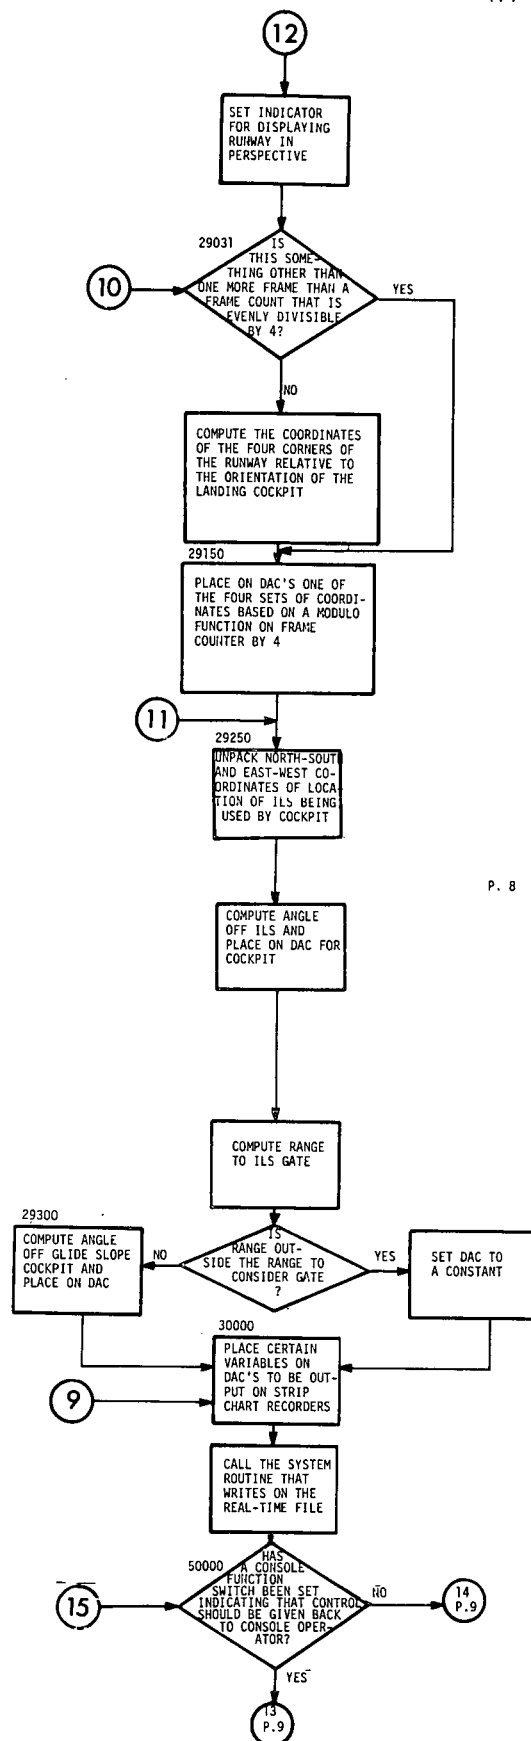 12
SET INDICATOR
FOR DISPLAYING
RUNWAY IN
PERSPECTIVE
29031
IS
THIS SOME-
THING OTHER THAN
ONE MORE FRAME THAN A
FRAME COUNT THAT IS
EVENLY DIVISIBLE
BY 4?
10
YES
NO
COMPUTE THE COORDINATES
OF THE FOUR CORNERS OF
THE RUNWAY RELATIVE TO
THE ORIENTATION OF THE
LANDING COCKPIT
29150
PLACE ON DAC'S ONE OF
THE FOUR SETS OF COORDI-
NATES BASED ON A MODULO
FUNCTION ON FRAME
COUNTER BY 4
11
29250
UNPACK NORTH-SOUTH
AND EAST-WEST CO-
ORDINATES OF LOCA
TION OF ILS BEING
USED BY COCKPIT
P. 8
COMPUTE ANGLE
OFF ILS AND
PLACE ON DAC FOR
COCKPIT
COMPUTE RANGE
TO ILS GATE
29300
COMPUTE ANGLE
OFF GLIDE SLOPE
COCKPIT AND
PLACE ON DAC
NO
IS
RANGE OUT-
SIDE THE RANGE TO
CONSIDER GATE
?
YES
SET DAC TO
A CONSTANT
30000
PLACE CERTAIN
VARIABLES ON
DAC'S TO BE OUT-
PUT ON STRIP
CHART RECORDERS
9
CALL THE SYSTEM
ROUTINE THAT
WRITES ON THE
REAL-TIME FILE
50000
HAS
A CONSOLE
FUNCTION
SWITCH BEEN SET
INDICATING THAT CONTROL
SHOULD BE GIVEN BACK
TO CONSOLE OPER-
ATOR?
15
NO
14
P.9
YES
13
P.9